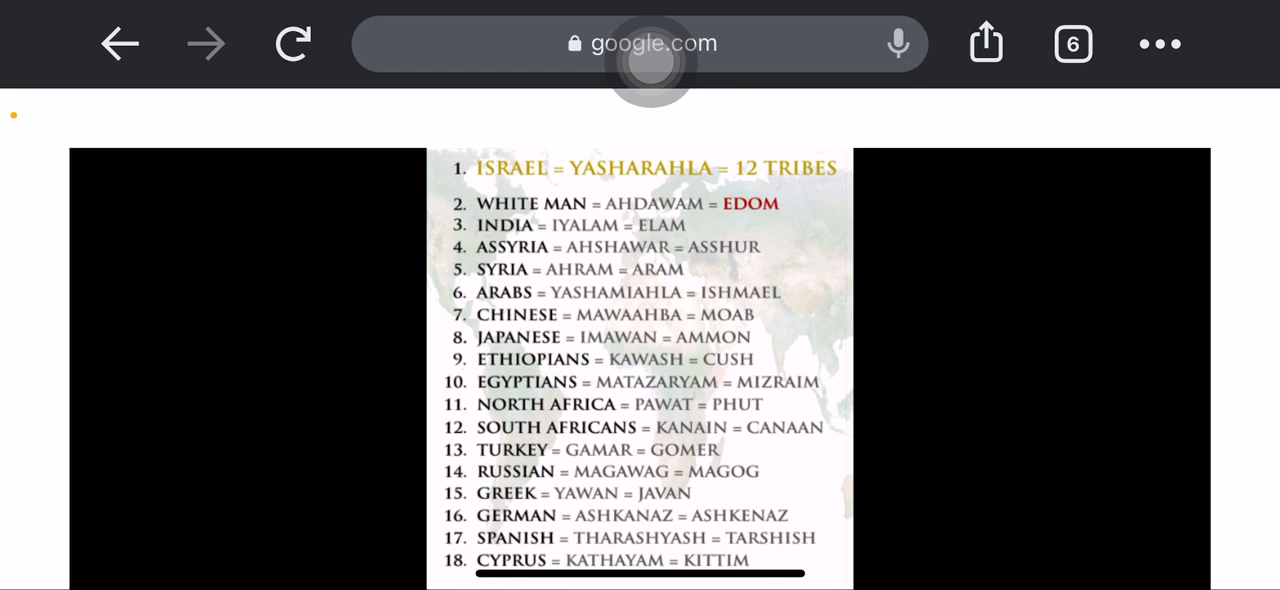 google.com
6
1. ISRAEL = YASHARAHLA = 12 TRIBES
2. WHITE MAN = AHDAWAM = EDOM
3. INDIA = IYALAM = ELAM
4. ASSYRIA = AHSHAWAR = ASSHUR
5. SYRIA = AHRAM = ARAM
6. ARABS = YASHAMIAHLA = ISHMAEL
7. CHINESE = MAWAAHBA = MOAB
8. JAPANESE = IMAWAN = AMMON
9. ETHIOPIANS = KAWASH = CUSH
10. EGYPTIANS = MATAZARYAM = MIZRAIM
11. NORTH AFRICA = PAWAT = PHUT
12. SOUTH AFRICANS = KANAIN = CANAAN
13. TURKEY = GAMAR = GOMER
14. RUSSIAN = MAGAWAG = MAGOG
15. GREEK = YAWAN = JAVAN
16. GERMAN = ASHKANAZ = ASHKENAZ
17. SPANISH = THARASHYASH = TARSHISH
18. CYPRUS = KATHAYAM = KITTIM